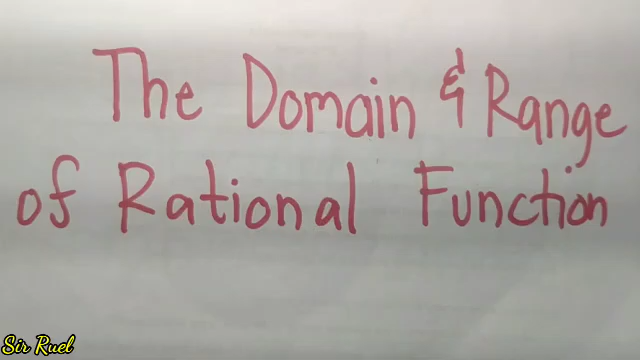 The Domain & Range
of Rational Function
Sir Ruel